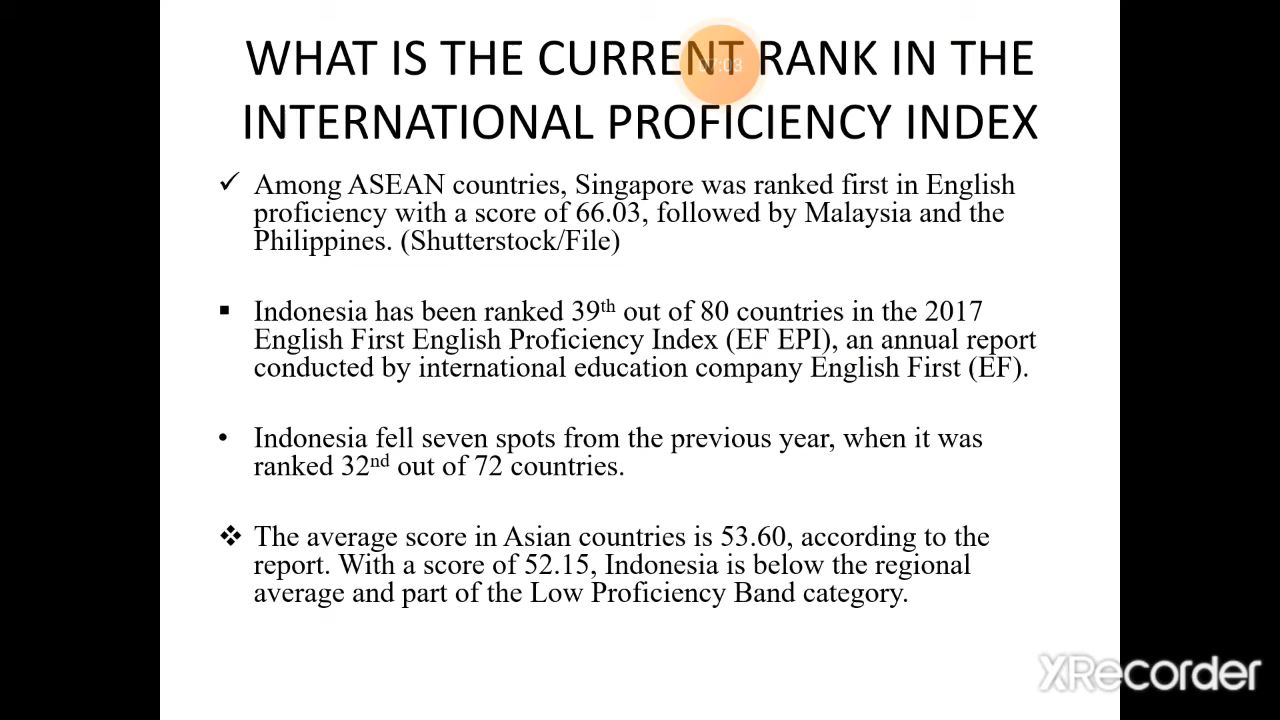 WHAT IS THE CURRENT RANK IN THE
INTERNATIONAL PROFICIENCY INDEX
07:03
✓ Among ASEAN countries, Singapore was ranked first in English
proficiency with a score of 66.03, followed by Malaysia and the
Philippines. (Shutterstock/File)
▪ Indonesia has been ranked 39th out of 80 countries in the 2017
English First English Proficiency Index (EF EPI), an annual report
conducted by international education company English First (EF).
• Indonesia fell seven spots from the previous year, when it was
ranked 32nd out of 72 countries.
❖ The average score in Asian countries is 53.60, according to the
report. With a score of 52.15, Indonesia is below the regional
average and part of the Low Proficiency Band category.
XRecorder